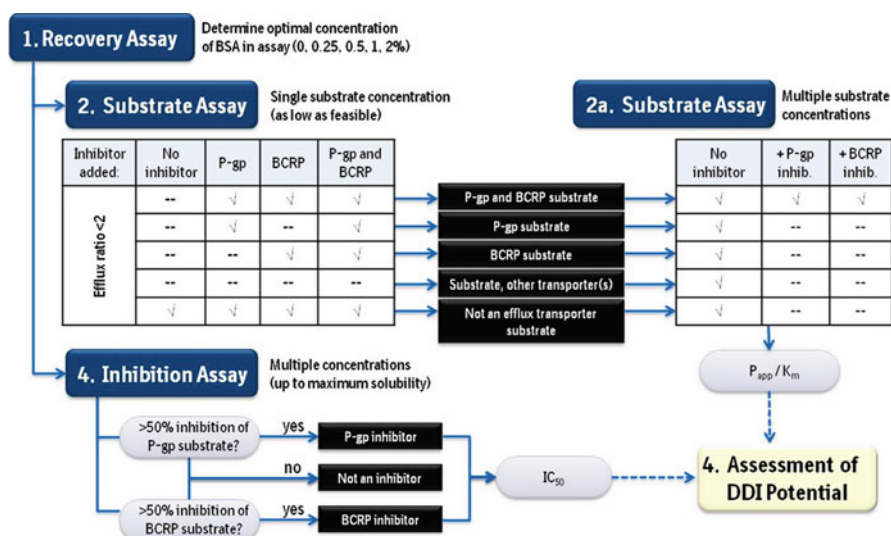 1. Recovery Assay
Determine optimal concentration
of BSA in assay (0, 0.25, 0.5, 1, 2%)
2. Substrate Assay
Single substrate concentration
(as low as feasible)
2a. Substrate Assay
Multiple substrate
concentrations
Inhibitor
added:
No
inhibitor
P-gp
BCRP
P-gp and
BCRP
Efflux ratio <2
-- √ √ √
-- √ -- √
-- -- √ √
-- -- -- --
√ √ √ √
P-gp and BCRP substrate
P-gp substrate
BCRP substrate
Substrate, other transporter(s)
Not an efflux transporter
substrate
No
inhibitor
+ P-gp
inhib.
+ BCRP
inhib.
√ √ √
√ -- --
√ -- --
√ -- --
√ -- --
Papp / Km
4. Inhibition Assay
Multiple concentrations
(up to maximum solubility)
>50% inhibition of
P-gp substrate?
yes
P-gp inhibitor
no
Not an inhibitor
>50% inhibition of
BCRP substrate?
yes
BCRP inhibitor
IC50
4. Assessment of
DDI Potential